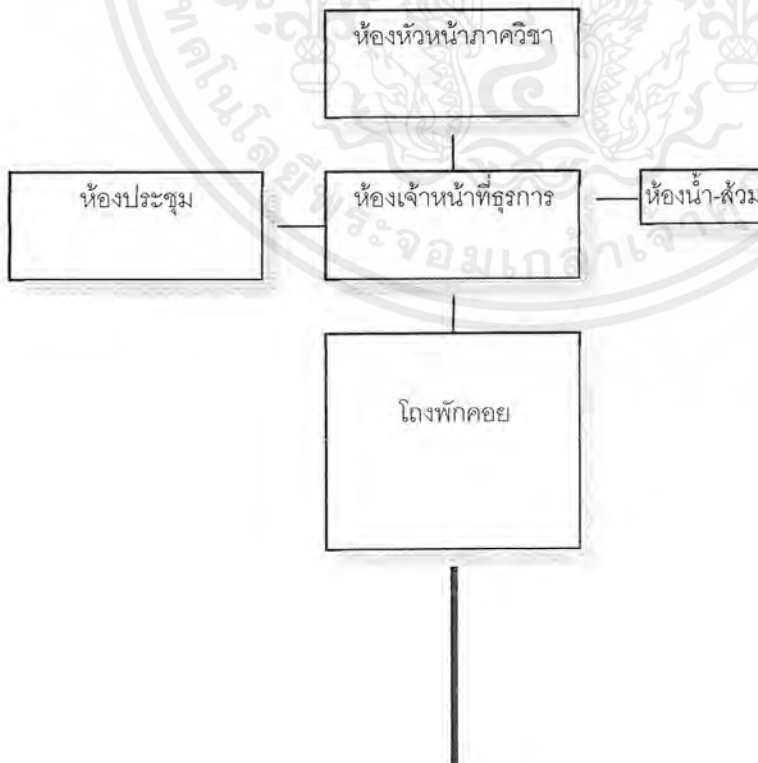 ห้องหัวหน้าภาควิชา
ห้องประชุม
ห้องเจ้าหน้าที่ธุรการ
ห้องน้ำ-ส้วม
โถงพักคอย